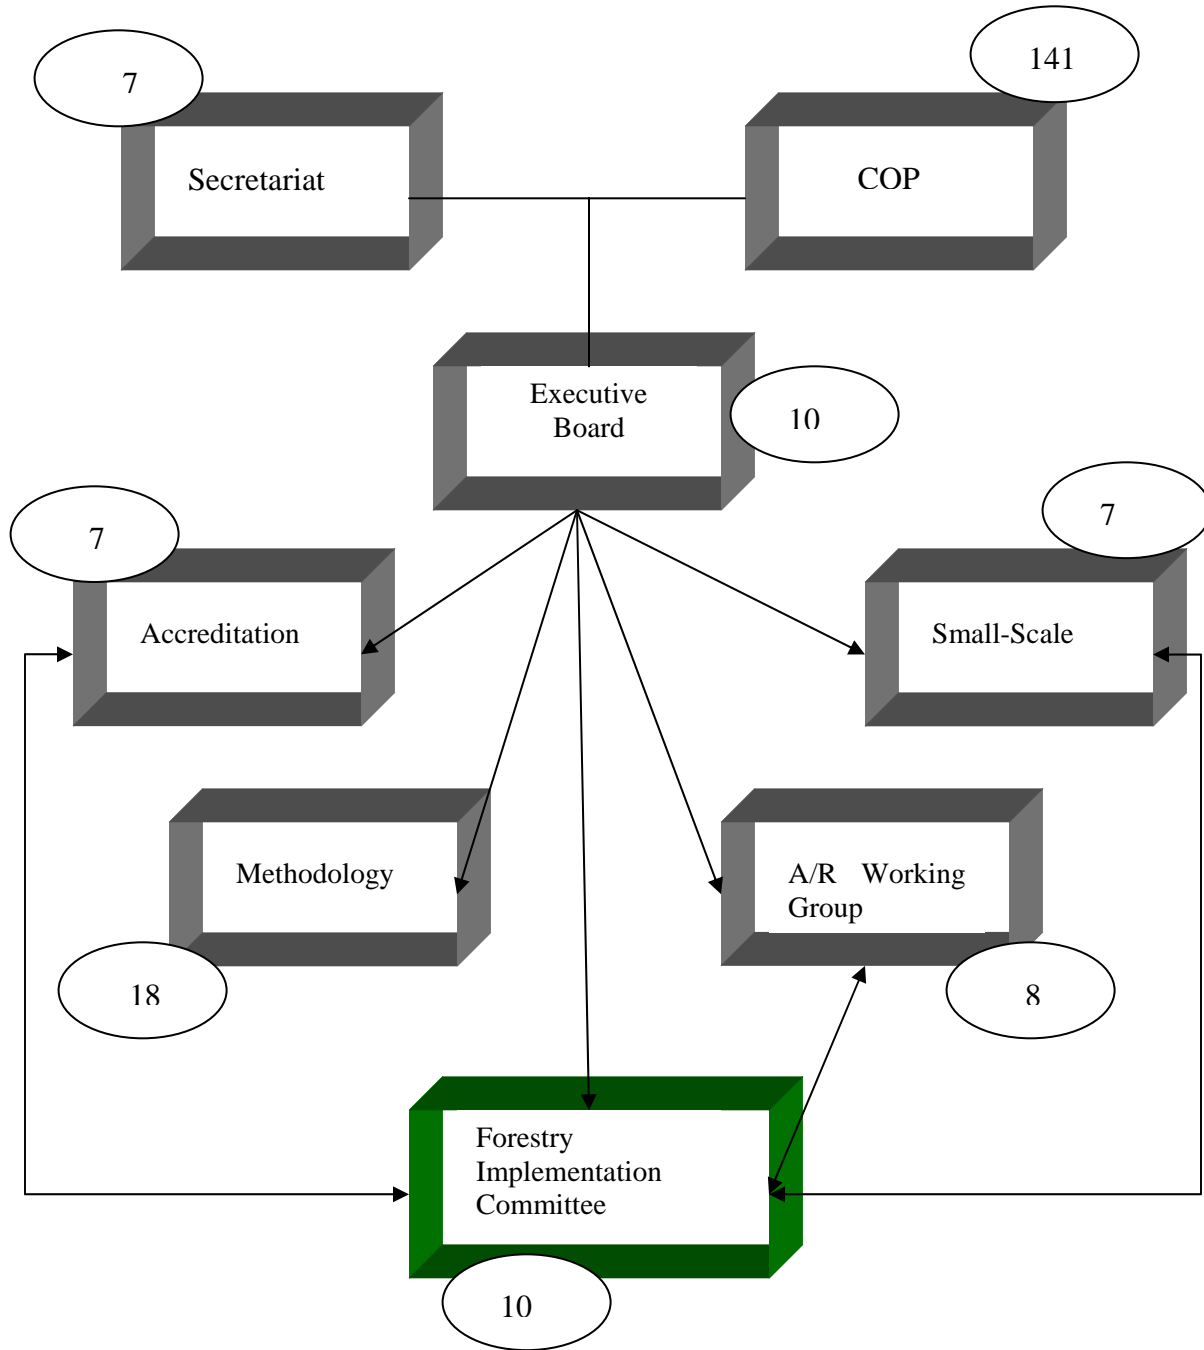 7
141
Secretariat
COP
Executive
Board
10
7
7
Accreditation
Small-Scale
Methodology
A/R Working
Group
18
8
Forestry
Implementation
Committee
10